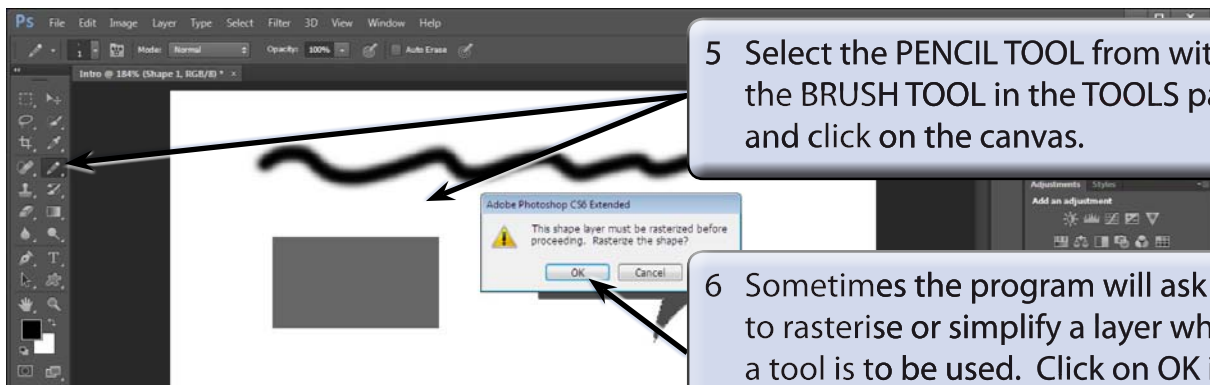 Ps File Edit Image Layer Type Select Filter 3D View Window Help
1 Mode: Normal Opacity: 100% Auto Erase
Intro @ 184% (Shape 1, RGB/8) * ×
5 Select the PENCIL TOOL from wit
the BRUSH TOOL in the TOOLS pa
and click on the canvas.
Adjustments Styles
Add an adjustment
Adobe Photoshop CS6 Extended
This shape layer must be rasterized before
proceeding. Rasterize the shape?
OK Cancel
6 Sometimes the program will ask
to rasterise or simplify a layer wh
a tool is to be used. Click on OK i